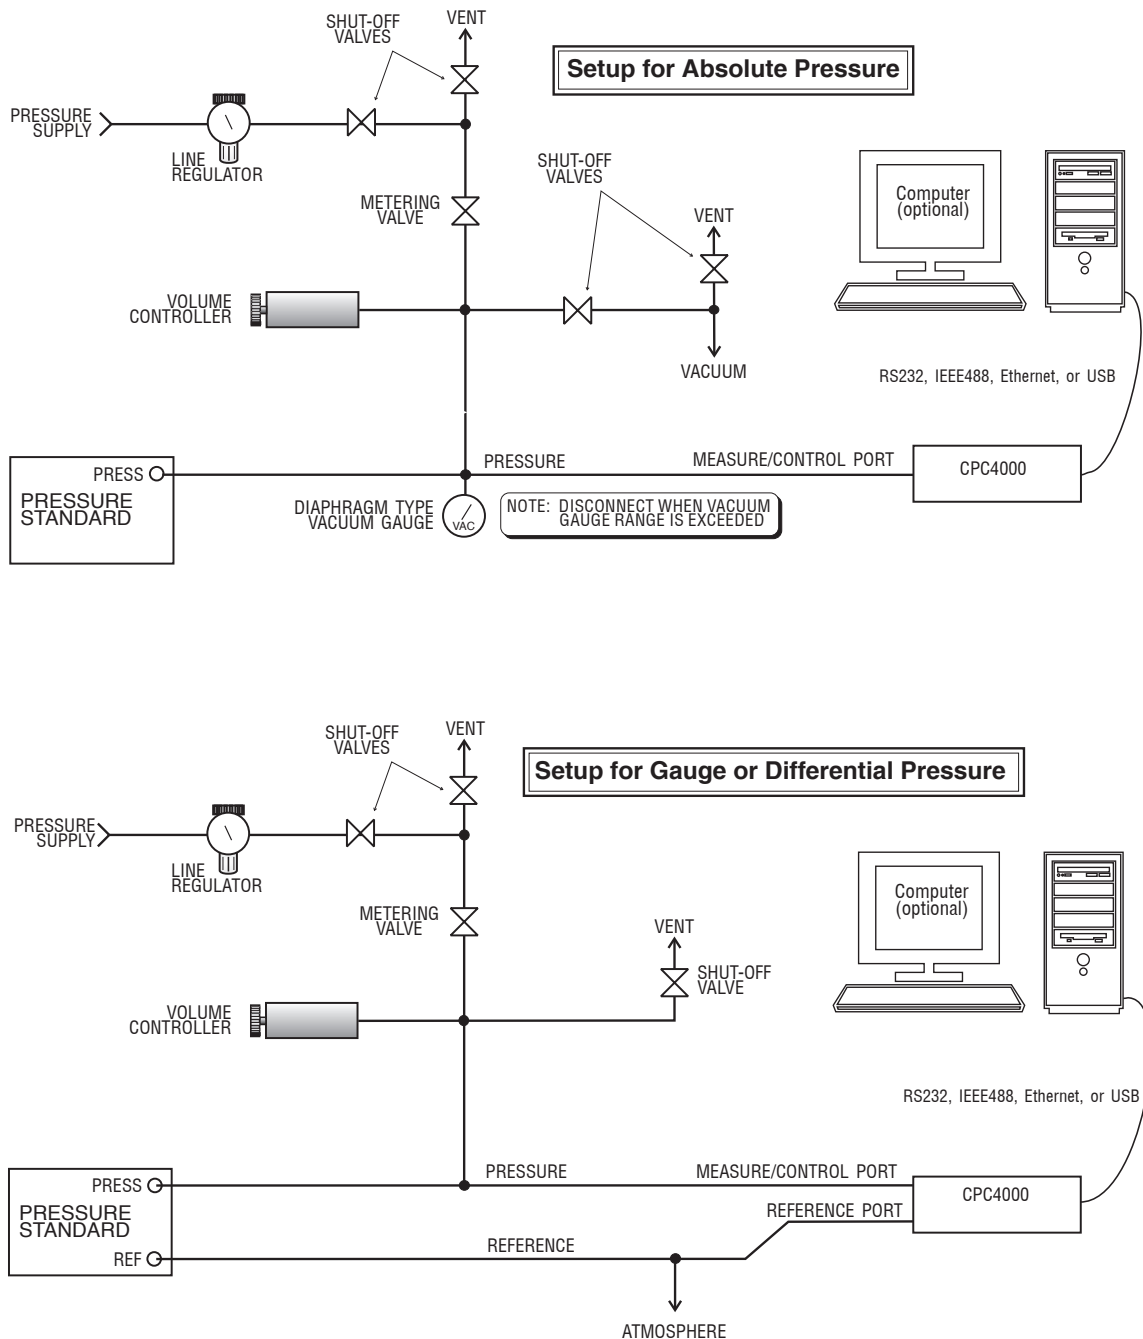 SHUT-OFF
VALVES
VENT
Setup for Absolute Pressure
PRESSURE
SUPPLY
LINE
REGULATOR
SHUT-OFF
VALVES
METERING
VALVE
VENT
Computer
(optional)
VOLUME
CONTROLLER
VACUUM
RS232, IEEE488, Ethernet, or USB
PRESS
PRESSURE
STANDARD
PRESSURE
MEASURE/CONTROL PORT
CPC4000
DIAPHRAGM TYPE
VACUUM GAUGE
VAC
NOTE: DISCONNECT WHEN VACUUM
GAUGE RANGE IS EXCEEDED
SHUT-OFF
VALVES
VENT
Setup for Gauge or Differential Pressure
PRESSURE
SUPPLY
LINE
REGULATOR
METERING
VALVE
VENT
SHUT-OFF
VALVE
Computer
(optional)
VOLUME
CONTROLLER
RS232, IEEE488, Ethernet, or USB
PRESS
PRESSURE
STANDARD
REF
PRESSURE
MEASURE/CONTROL PORT
REFERENCE PORT
CPC4000
REFERENCE
ATMOSPHERE